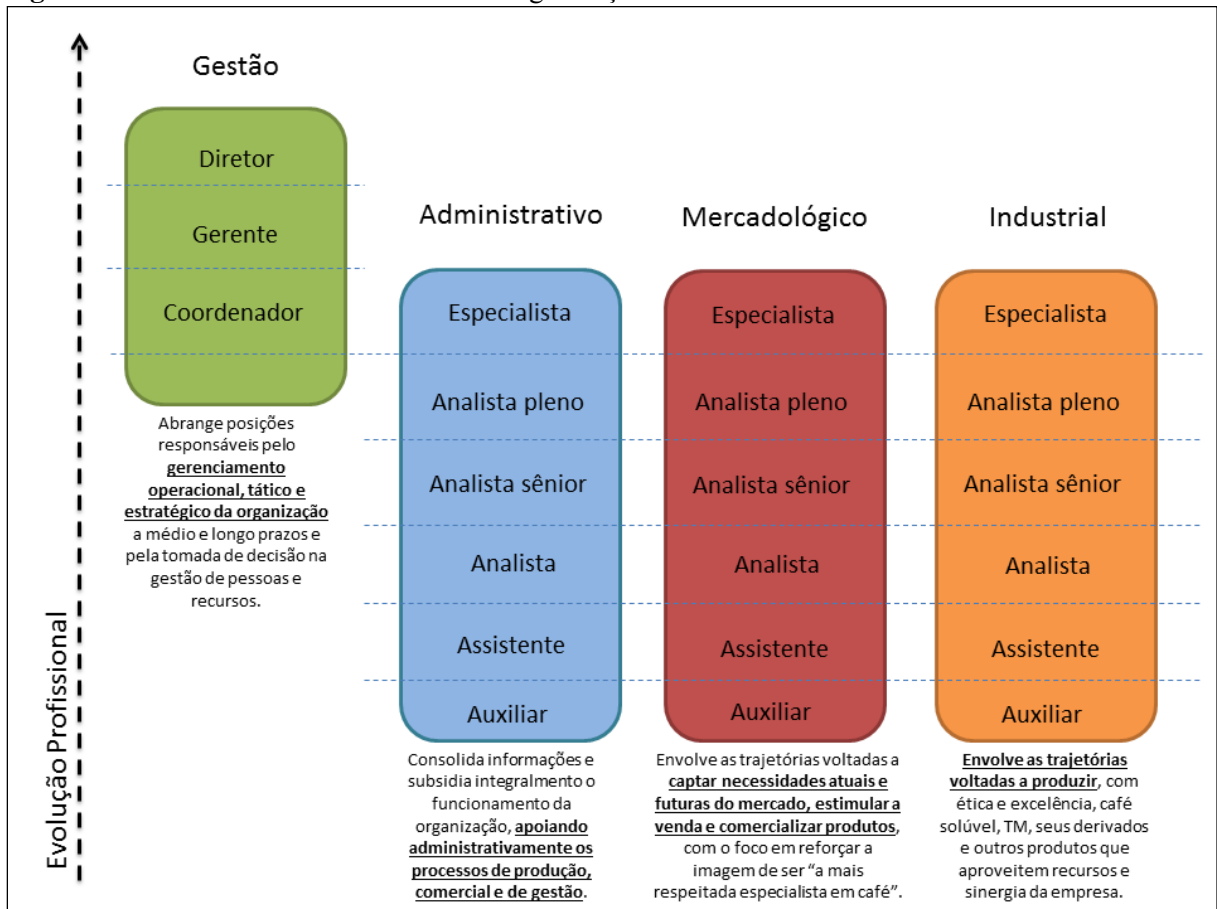 Gestão
Diretor
Gerente
Coordenador
Abrange posições
responsáveis pelo
gerenciamento
operacional, tático e
estratégico da organização
a médio e longo prazos e
pela tomada de decisão na
gestão de pessoas e
recursos.
Administrativo
Especialista
Analista pleno
Analista sênior
Analista
Assistente
Auxiliar
Consolida informações e
subsidia integralmento o
funcionamento da
organização, apoiando
administrativamente os
processos de produção,
comercial e de gestão.
Mercadológico
Especialista
Analista pleno
Analista sênior
Analista
Assistente
Auxiliar
Envolve as trajetórias voltadas a
captar necessidades atuais e
futuras do mercado, estimular a
venda e comercializar produtos,
com o foco em reforçar a
imagem de ser “a mais
respeitada especialista em café”.
Industrial
Especialista
Analista pleno
Analista sênior
Analista
Assistente
Auxiliar
Envolve as trajetórias
voltadas a produzir, com
ética e excelência, café
solúvel, TM, seus derivados
e outros produtos que
aproveitem recursos e
sinergia da empresa.
Evolução Profissional